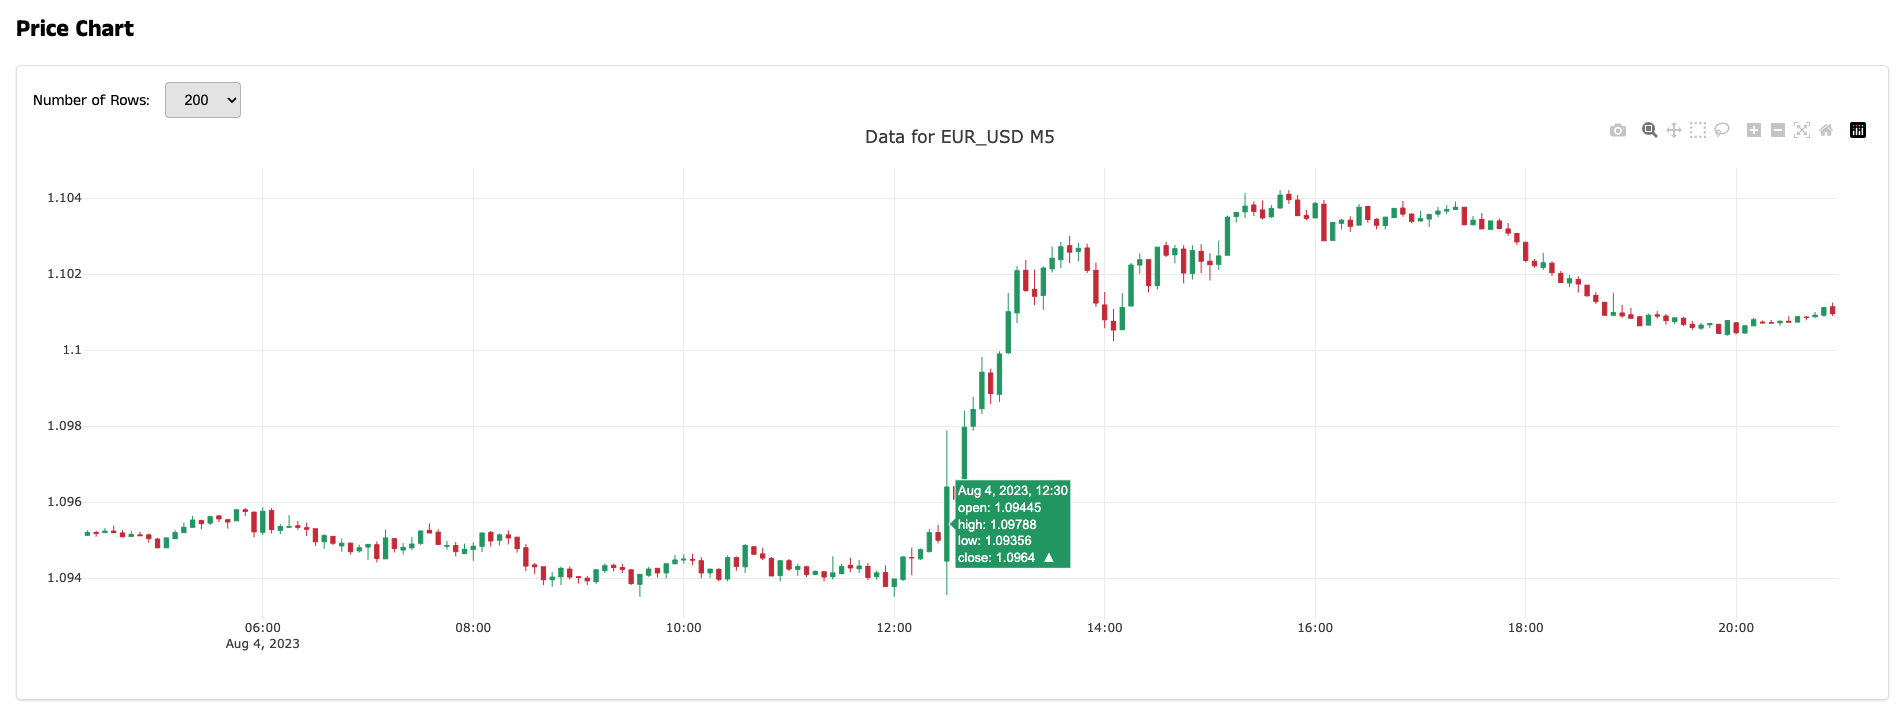 Price Chart
Number of Rows: 200
Data for EUR_USD M5
1.104
1.102
1.1
1.098
1.096
1.094
Aug 4, 2023, 12:30
open: 1.09445
high: 1.09788
low: 1.09356
close: 1.0964 ▲
06:00 08:00 10:00 12:00 14:00 16:00 18:00 20:00
Aug 4, 2023